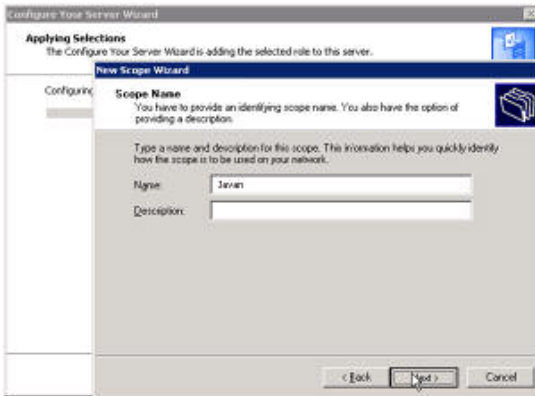 Configure Your Server Wizard
Applying Selections
The Configure Your Server Wizard is adding the selected role to this server.
Configuring
New Scope Wizard
Scope Name
You have to provide an identifying scope name. You also have the option of
providing a description.
Type a name and description for this scope. This information helps you quickly identify
how the scope is to be used on your network.
Name:
Javan
Description:
< Back
Next >
Cancel